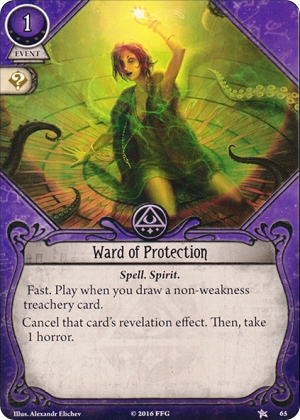 1
EVENT
?
Ward of Protection
Spell. Spirit.
Fast. Play when you draw a non-weakness
treachery card.
Cancel that card's revelation effect. Then, take
1 horror.
Illus. Alexandr Elichev
© 2016 FFG
65